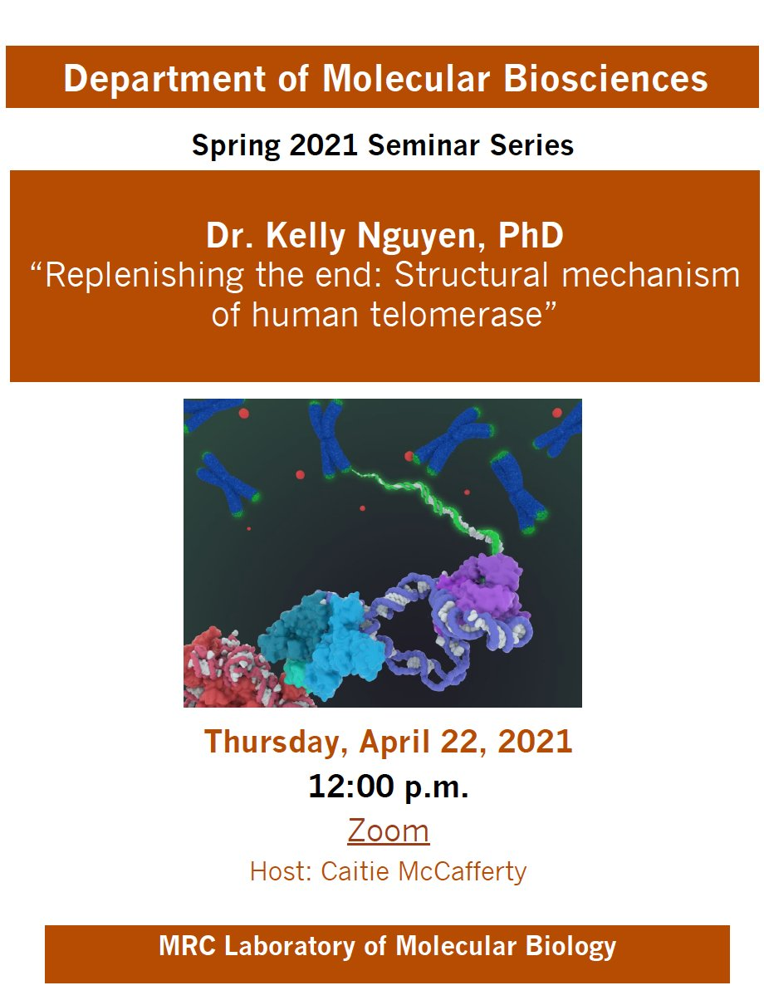 Department of Molecular Biosciences
Spring 2021 Seminar Series
Dr. Kelly Nguyen, PhD
“Replenishing the end: Structural mechanism
of human telomerase”
Thursday, April 22, 2021
12:00 p.m.
Zoom
Host: Caitie McCafferty
MRC Laboratory of Molecular Biology